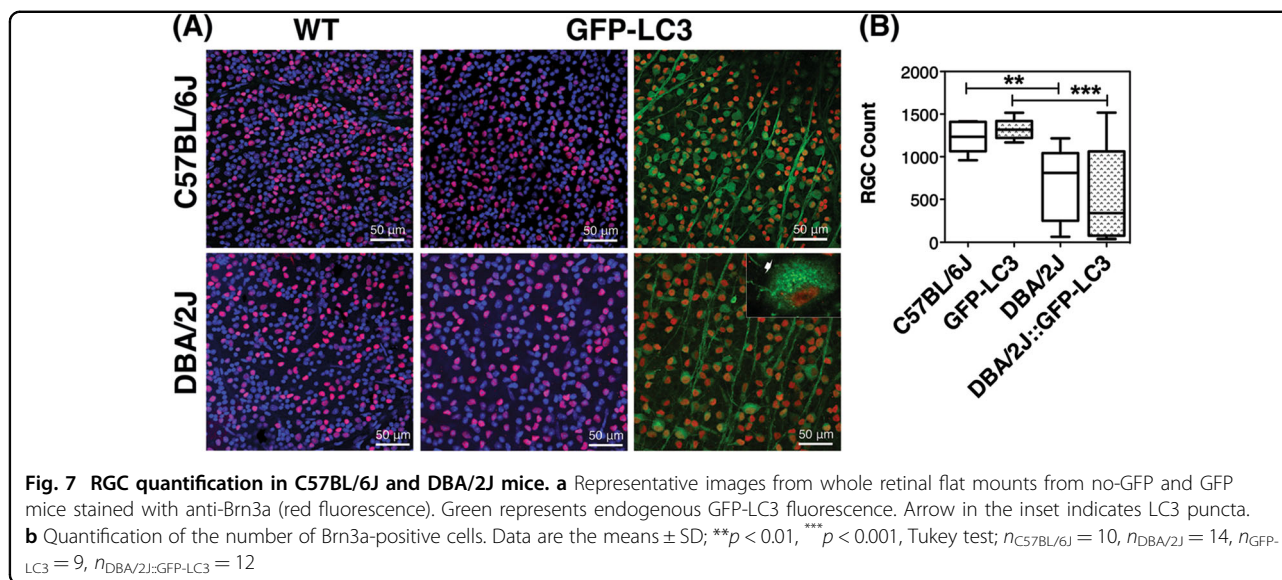 (A)
WT
GFP-LC3
(B)
C57BL/6J
50 µm
50 µm
50 µm
DBA/2J
50 µm
50 µm
50 µm
**
***
2000
1500
1000
500
0
RGC Count
C57BL/6J
GFP-LC3
DBA/2J
DBA/2J::GFP-LC3
Fig. 7 RGC quantification in C57BL/6J and DBA/2J mice. a Representative images from whole retinal flat mounts from no-GFP and GFP
mice stained with anti-Brn3a (red fluorescence). Green represents endogenous GFP-LC3 fluorescence. Arrow in the inset indicates LC3 puncta.
b Quantification of the number of Brn3a-positive cells. Data are the means ± SD; **p < 0.01, ***p < 0.001, Tukey test; nC57BL/6J = 10, nDBA/2J = 14, nGFP-
LC3 = 9, nDBA/2J::GFP-LC3 = 12